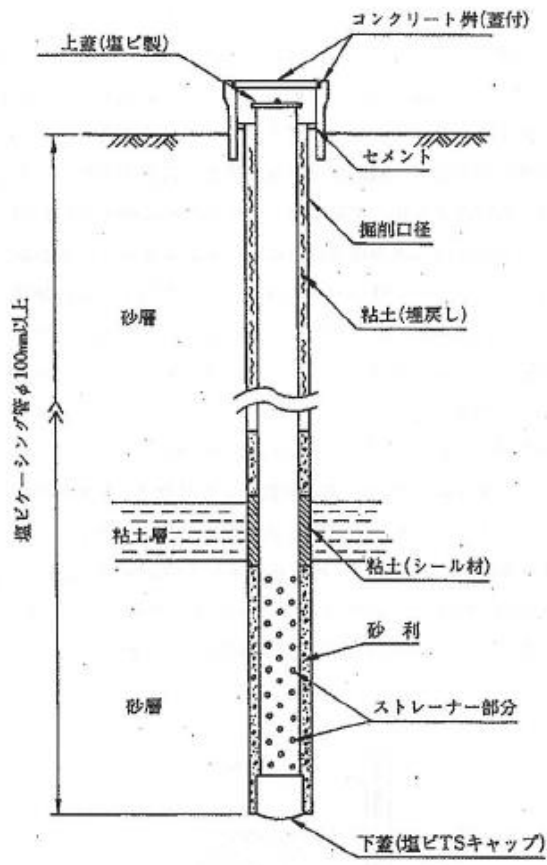 コンクリート桝(蓋付)
上蓋(塩ビ製)
セメント
掘削口径
粘土(埋戻し)
砂層
塩ビケーシング管φ100mm以上
粘土層
粘土(シール材)
砂利
ストレーナー部分
砂層
下蓋(塩ビTSキャップ)